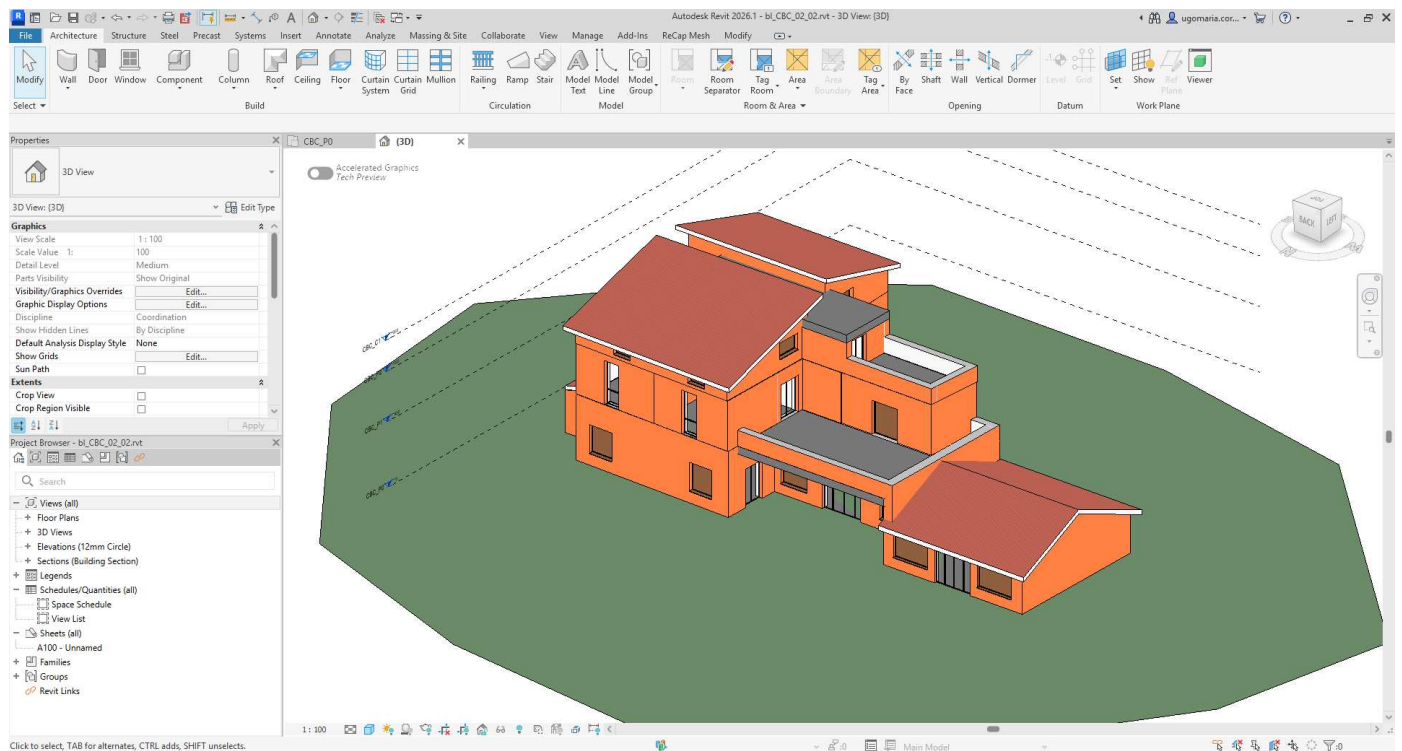 Autodesk Revit 2026.1 - bl_CBC_02_02.rvt - 3D View: {3D}
ugomaria.cor...
File Architecture Structure Steel Precast Systems Insert Annotate Analyze Massing & Site Collaborate View Manage Add-Ins ReCap Mesh Modify
Modify Wall Door Window Component Column Roof Ceiling Floor Curtain System Curtain Grid Mullion Railing Ramp Stair Model Text Model Line Model Group Room Room Separator Tag Room Area Area Boundary Tag Area By Face Shaft Wall Vertical Dormer Level Grid Set Show Ref Plane Viewer
Select Build Circulation Model Room & Area Opening Datum Work Plane
Properties
CBC_P0 {3D}
3D View
Accelerated Graphics
Tech Preview
3D View: {3D} Edit Type
Graphics
View Scale 1 : 100
Scale Value 1: 100
Detail Level Medium
Parts Visibility Show Original
Visibility/Graphics Overrides Edit...
Graphic Display Options Edit...
Discipline Coordination
Show Hidden Lines By Discipline
Default Analysis Display Style None
Show Grids Edit...
Sun Path
Extents
Crop View
Crop Region Visible
Apply
Project Browser - bl_CBC_02_02.rvt
Search
Views (all)
Floor Plans
3D Views
Elevations (12mm Circle)
Sections (Building Section)
Legends
Schedules/Quantities (all)
Space Schedule
View List
Sheets (all)
A100 - Unnamed
Families
Groups
Revit Links
BACK LEFT
CBC_P1
CBC_P0
1 : 100
Click to select, TAB for alternates, CTRL adds, SHIFT unselects.
:0 Main Model :0